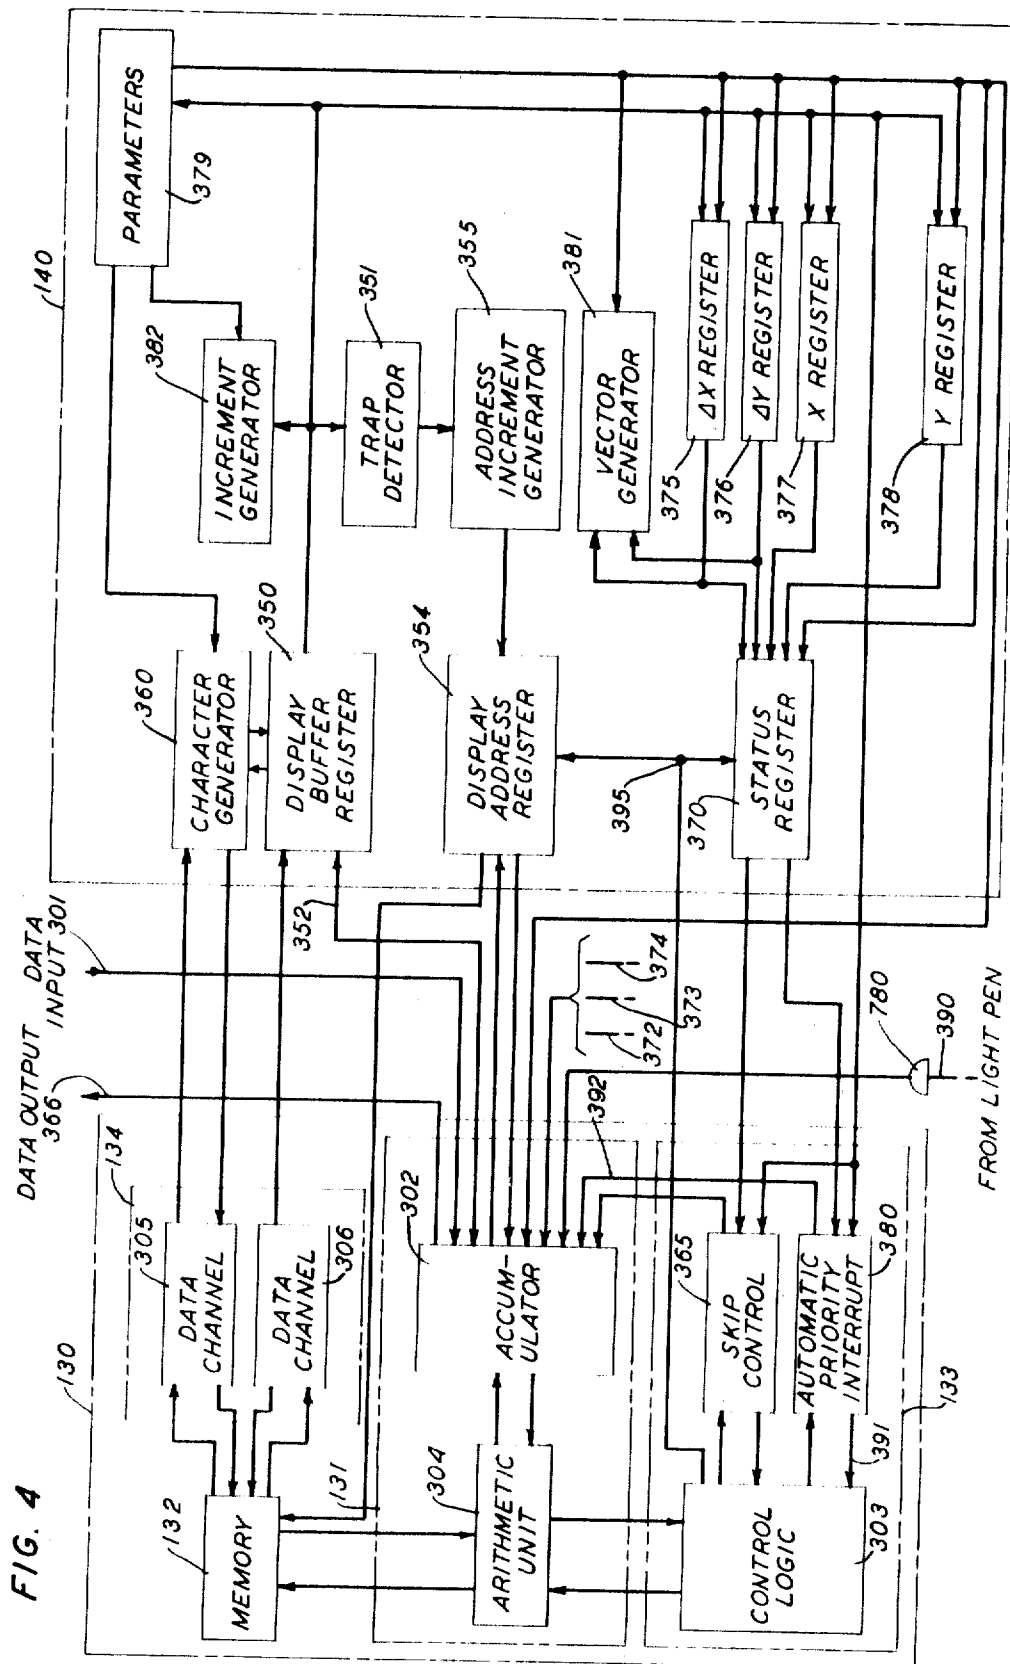 FIG. 4
130
132
MEMORY
134
305
DATA
CHANNEL
DATA
CHANNEL
306
131
304
ARITHMETIC
UNIT
302
ACCUM-
ULATOR
303
CONTROL
LOGIC
365
SKIP
CONTROL
AUTOMATIC
PRIORITY
INTERRUPT
380
391
133
392
DATA OUTPUT
366
DATA
INPUT 301
352
372
373
374
780
390
FROM LIGHT PEN
140
360
CHARACTER
GENERATOR
350
DISPLAY
BUFFER
REGISTER
354
DISPLAY
ADDRESS
REGISTER
395
370
STATUS
REGISTER
382
INCREMENT
GENERATOR
351
TRAP
DETECTOR
355
ADDRESS
INCREMENT
GENERATOR
381
VECTOR
GENERATOR
375
ΔX REGISTER
376
ΔY REGISTER
377
X REGISTER
378
Y REGISTER
PARAMETERS
379